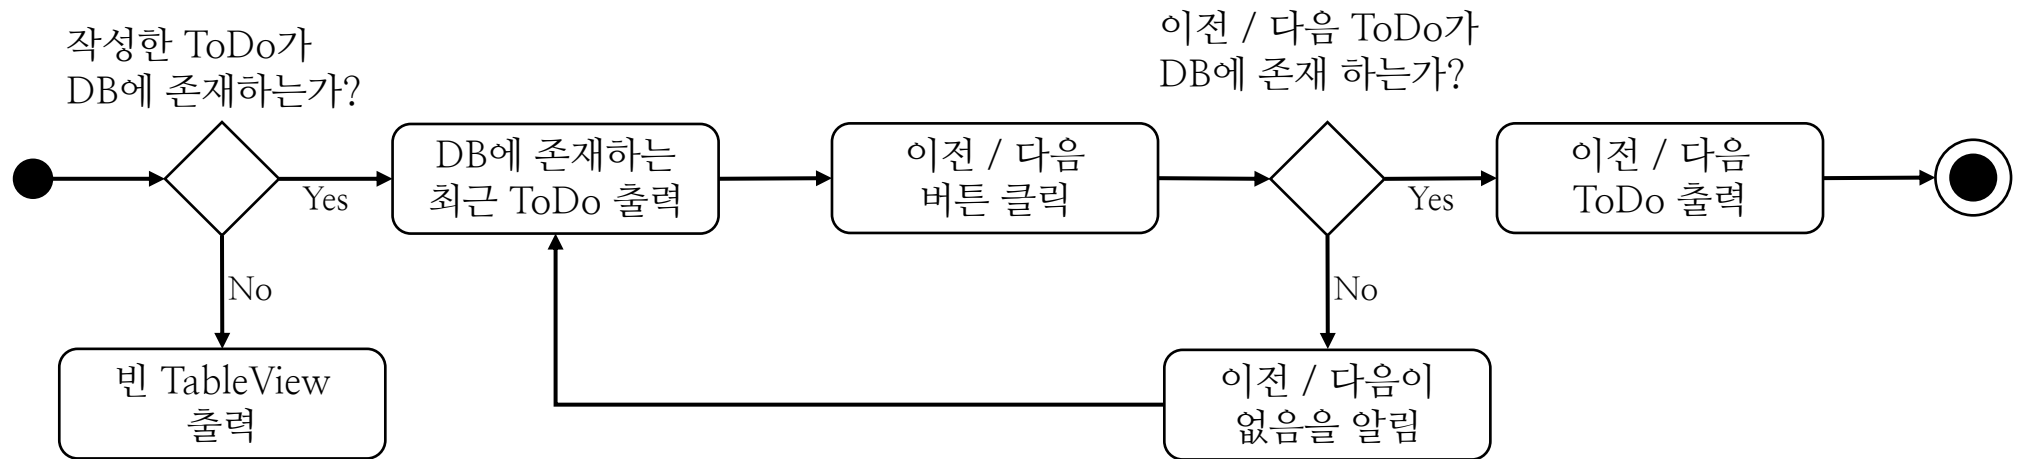 작성한 ToDo가
DB에 존재하는가?
이전 / 다음 ToDo가
DB에 존재 하는가?
DB에 존재하는
최근 ToDo 출력
이전 / 다음
버튼 클릭
이전 / 다음
ToDo 출력
Yes
Yes
No
No
빈 TableView
출력
이전 / 다음이
없음을 알림